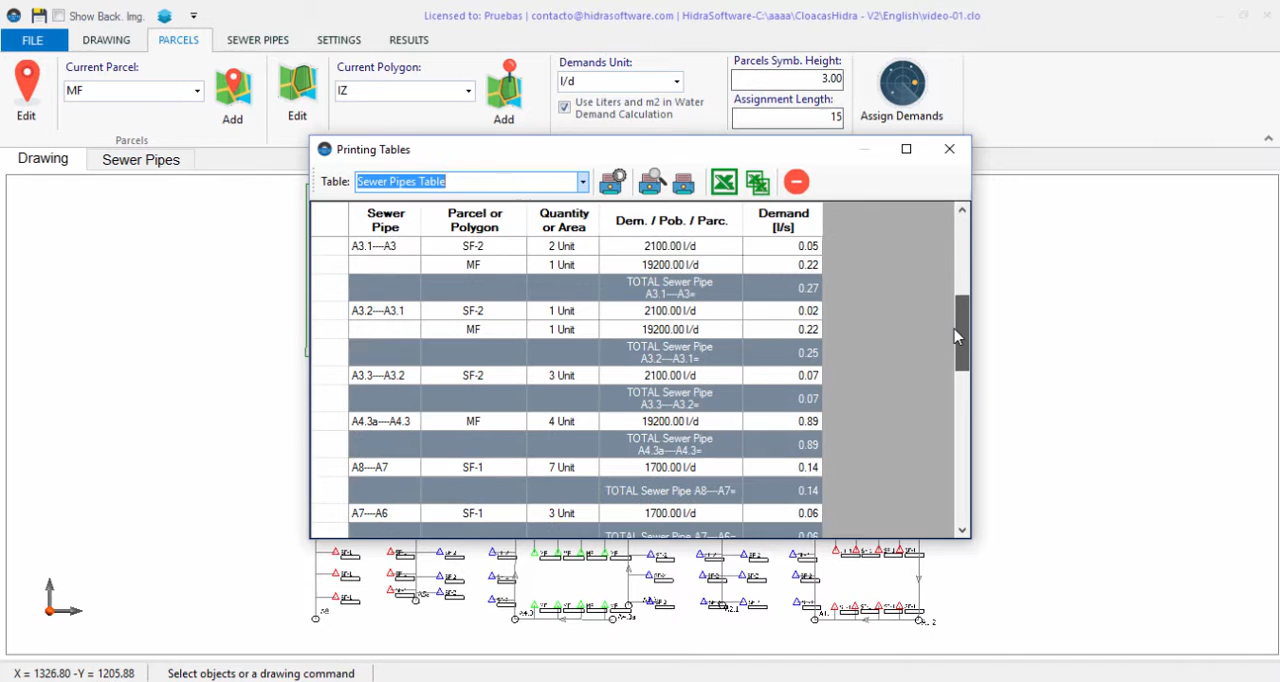 Show Back. Img.
Licensed to: Pruebas | contacto@hidrasoftware.com | HidraSoftware-C:\aaaa\CloacasHidra - V2\English\video-01.clo
FILE DRAWING PARCELS SEWER PIPES SETTINGS RESULTS
Current Parcel:
MF
Edit
Add
Parcels
Edit
Current Polygon:
IZ
Add
Demands Unit:
l/d
Use Liters and m2 in Water
Demand Calculation
Parcels Symb. Height:
3.00
Assignment Length:
15
Assign Demands
Drawing Sewer Pipes
Printing Tables
Table: Sewer Pipes Table
Sewer Pipe Parcel or Polygon Quantity or Area Dem. / Pob. / Parc. Demand [l/s]
A3.1----A3 SF-2 2 Unit 2100.00 l/d 0.05
MF 1 Unit 19200.00 l/d 0.22
TOTAL Sewer Pipe
A3.1----A3= 0.27
A3.2----A3.1 SF-2 1 Unit 2100.00 l/d 0.02
MF 1 Unit 19200.00 l/d 0.22
TOTAL Sewer Pipe
A3.2----A3.1= 0.25
A3.3----A3.2 SF-2 3 Unit 2100.00 l/d 0.07
TOTAL Sewer Pipe
A3.3----A3.2= 0.07
A4.3a----A4.3 MF 4 Unit 19200.00 l/d 0.89
TOTAL Sewer Pipe
A4.3a----A4.3= 0.89
A8----A7 SF-1 7 Unit 1700.00 l/d 0.14
TOTAL Sewer Pipe A8----A7= 0.14
A7----A6 SF-1 3 Unit 1700.00 l/d 0.06
TOTAL Sewer Pipe A7----A6= 0.06
X = 1326.80 -Y = 1205.88 Select objects or a drawing command